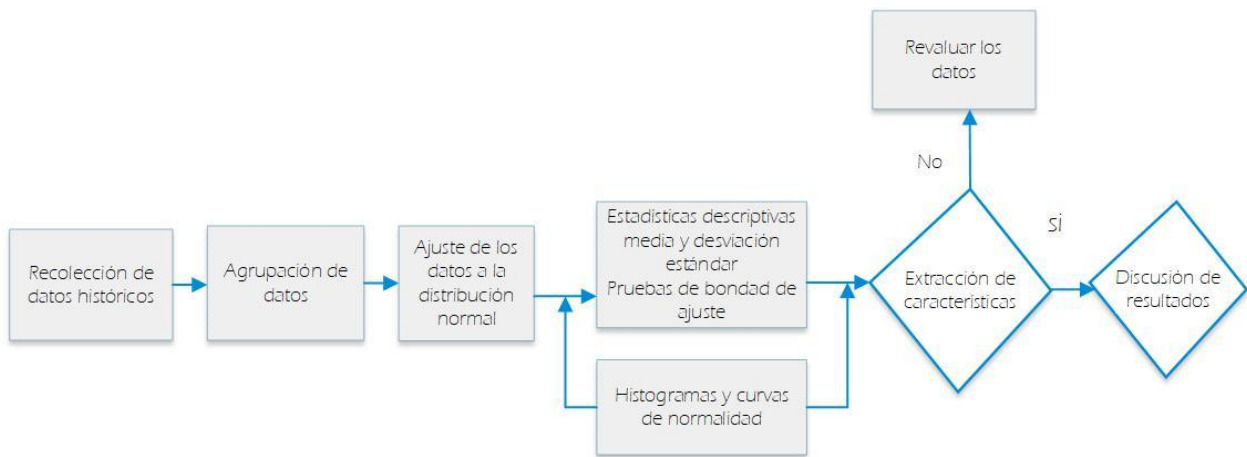 Revaluar los
datos
No
Estadísticas descriptivas
media y desviación
estándar
Pruebas de bondad de
ajuste
SÍ
Recolección de
datos históricos
Agrupación de
datos
Ajuste de los
datos a la
distribución
normal
Extracción de
características
Discusión de
resultados
Histogramas y curvas
de normalidad